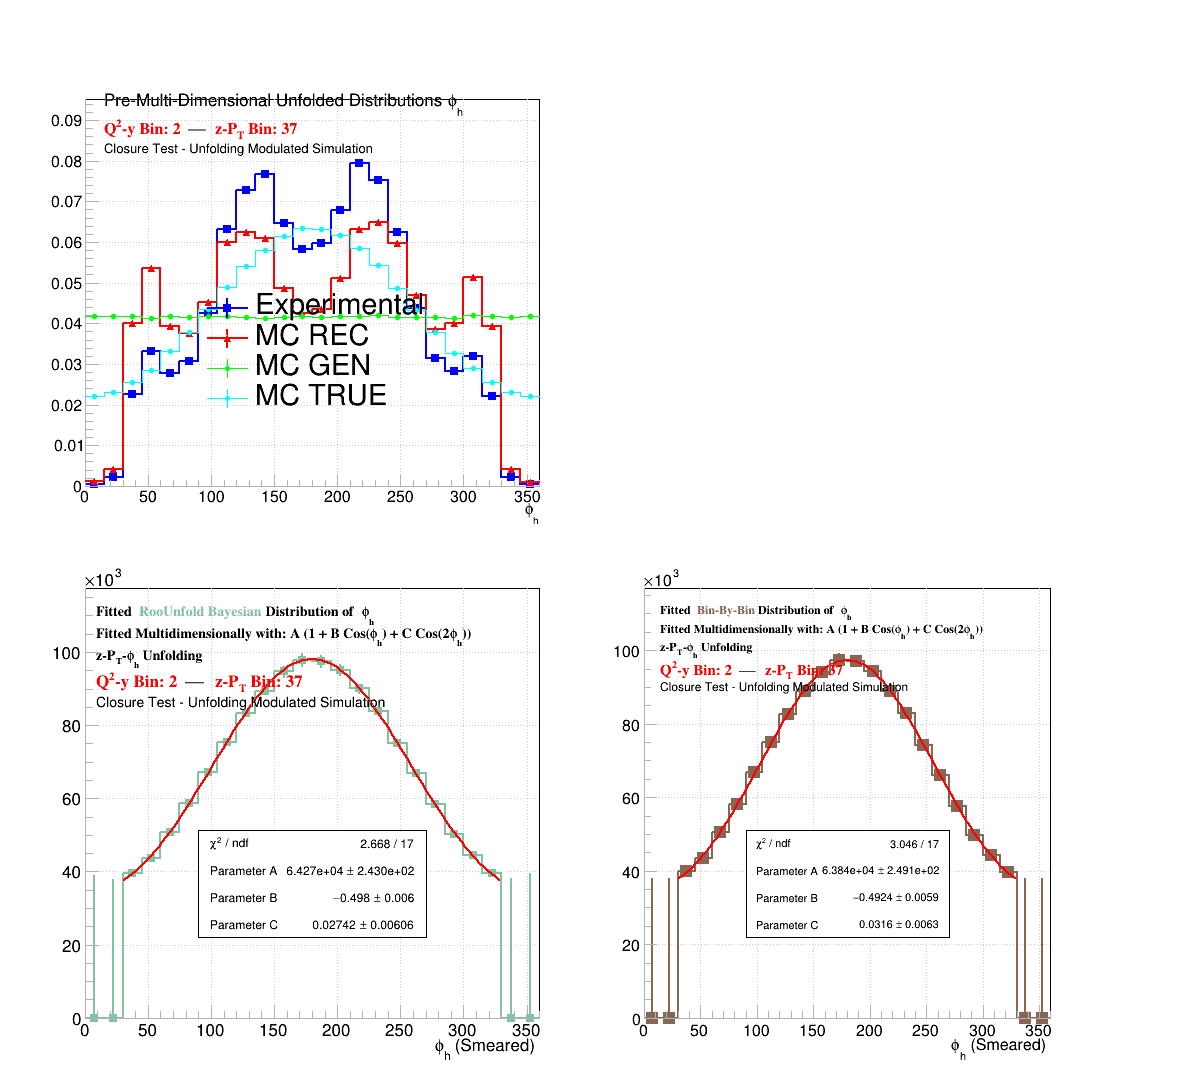 Pre-Multi-Dimensional Unfolded Distributions ϕh
Q²-y Bin: 2 — z-PT Bin: 37
Closure Test - Unfolding Modulated Simulation
0.09
0.08
0.07
0.06
0.05
0.04
0.03
0.02
0.01
0
Experimental
MC REC
MC GEN
MC TRUE
0 50 100 150 200 250 300 350
ϕh
×10³
Fitted RooUnfold Bayesian Distribution of ϕh
Fitted Multidimensionally with: A (1 + B Cos(ϕh) + C Cos(2ϕh))
z-PT-ϕh Unfolding
Q²-y Bin: 2 — z-PT Bin: 37
Closure Test - Unfolding Modulated Simulation
100
80
60
40
20
0
χ² / ndf 2.668 / 17
Parameter A 6.427e+04 ± 2.430e+02
Parameter B −0.498 ± 0.006
Parameter C 0.02742 ± 0.00606
0 50 100 150 200 250 300
ϕh (Smeared)
×10³
Fitted Bin-By-Bin Distribution of ϕh
Fitted Multidimensionally with: A (1 + B Cos(ϕh) + C Cos(2ϕh))
z-PT-ϕh Unfolding
Q²-y Bin: 2 — z-PT Bin: 37
Closure Test - Unfolding Modulated Simulation
100
80
60
40
20
0
χ² / ndf 3.046 / 17
Parameter A 6.384e+04 ± 2.491e+02
Parameter B −0.4924 ± 0.0059
Parameter C 0.0316 ± 0.0063
0 50 100 150 200 250 300 350
ϕh (Smeared)